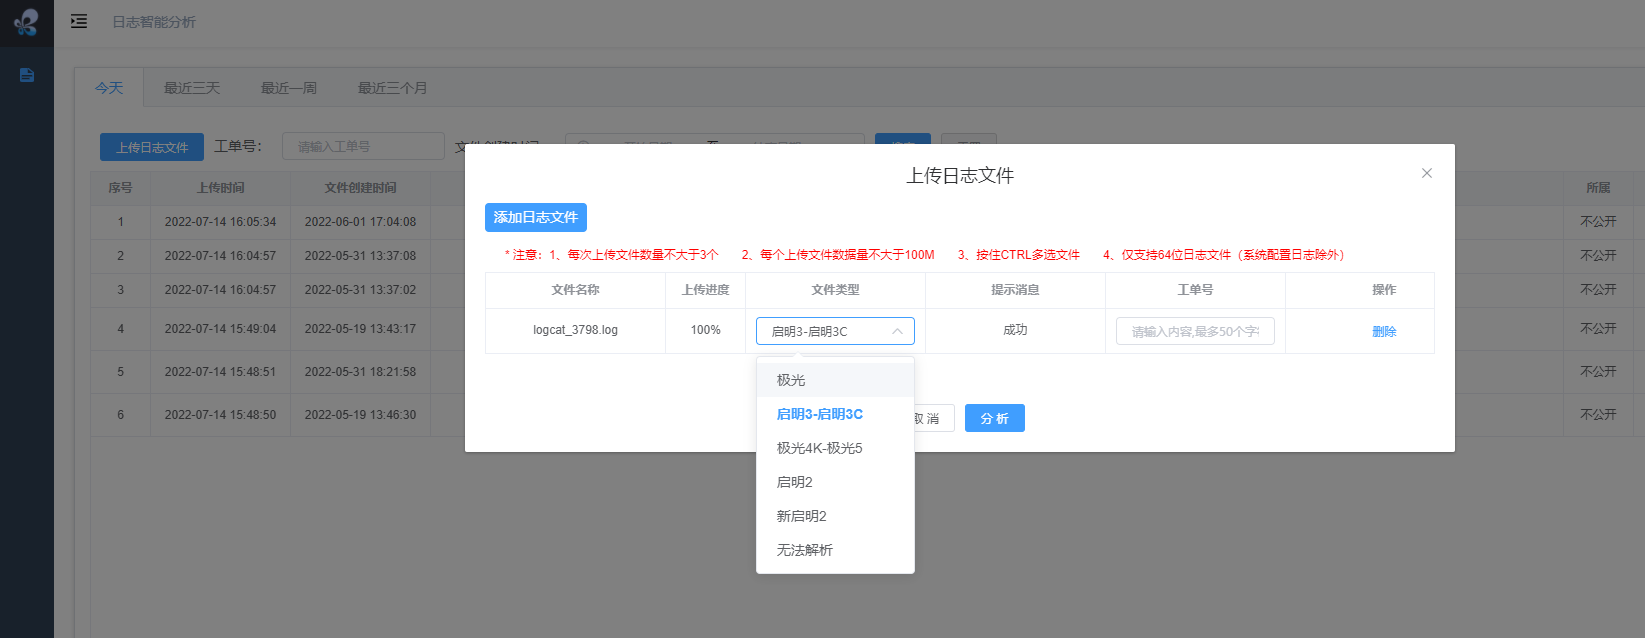 日志智能分析
今天 最近三天 最近一周 最近三个月
上传日志文件 工单号： 请输入工单号
序号 上传时间 文件创建时间 所属
1 2022-07-14 16:05:34 2022-06-01 17:04:08 不公开
2 2022-07-14 16:04:57 2022-05-31 13:37:08 不公开
3 2022-07-14 16:04:57 2022-05-31 13:37:02 不公开
4 2022-07-14 15:49:04 2022-05-19 13:43:17 不公开
5 2022-07-14 15:48:51 2022-05-31 18:21:58 不公开
6 2022-07-14 15:48:50 2022-05-19 13:46:30 不公开
上传日志文件
添加日志文件
* 注意：1、每次上传文件数量不大于3个 2、每个上传文件数据量不大于100M 3、按住CTRL多选文件 4、仅支持64位日志文件（系统配置日志除外）
文件名称 上传进度 文件类型 提示消息 工单号 操作
logcat_3798.log 100% 启明3-启明3C 成功 请输入内容,最多50个字 删除
极光
启明3-启明3C
极光4K-极光5
启明2
新启明2
无法解析
取 消 分 析